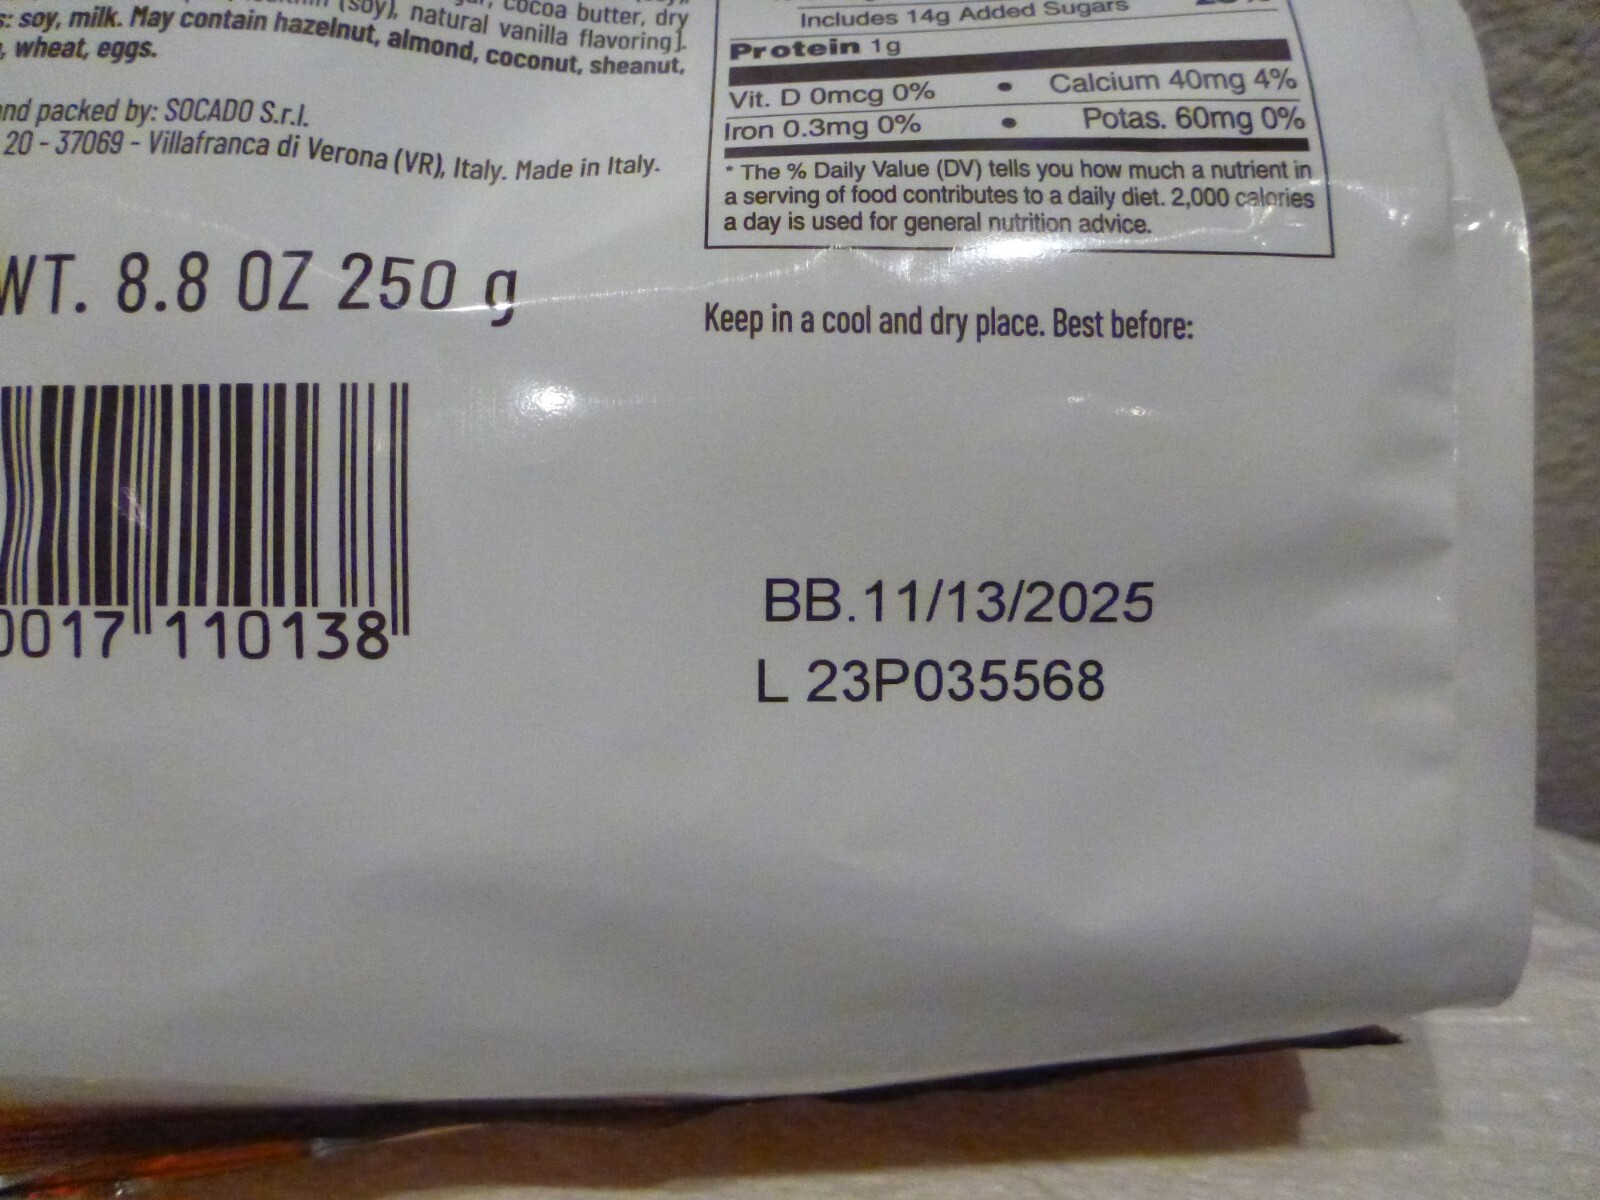 (soy), natural vanilla flavoring].
cocoa butter, dry
s: soy, milk. May contain hazelnut, almond, coconut, sheanut,
, wheat, eggs.
and packed by: SOCADO S.r.l.
20 - 37069 - Villafranca di Verona (VR), Italy. Made in Italy.
WT. 8.8 OZ 250 g
0017 110138
Includes 14g Added Sugars
Protein 1g
Vit. D 0mcg 0% • Calcium 40mg 4%
Iron 0.3mg 0% • Potas. 60mg 0%
* The % Daily Value (DV) tells you how much a nutrient in
a serving of food contributes to a daily diet. 2,000 calories
a day is used for general nutrition advice.
Keep in a cool and dry place. Best before:
BB.11/13/2025
L 23P035568